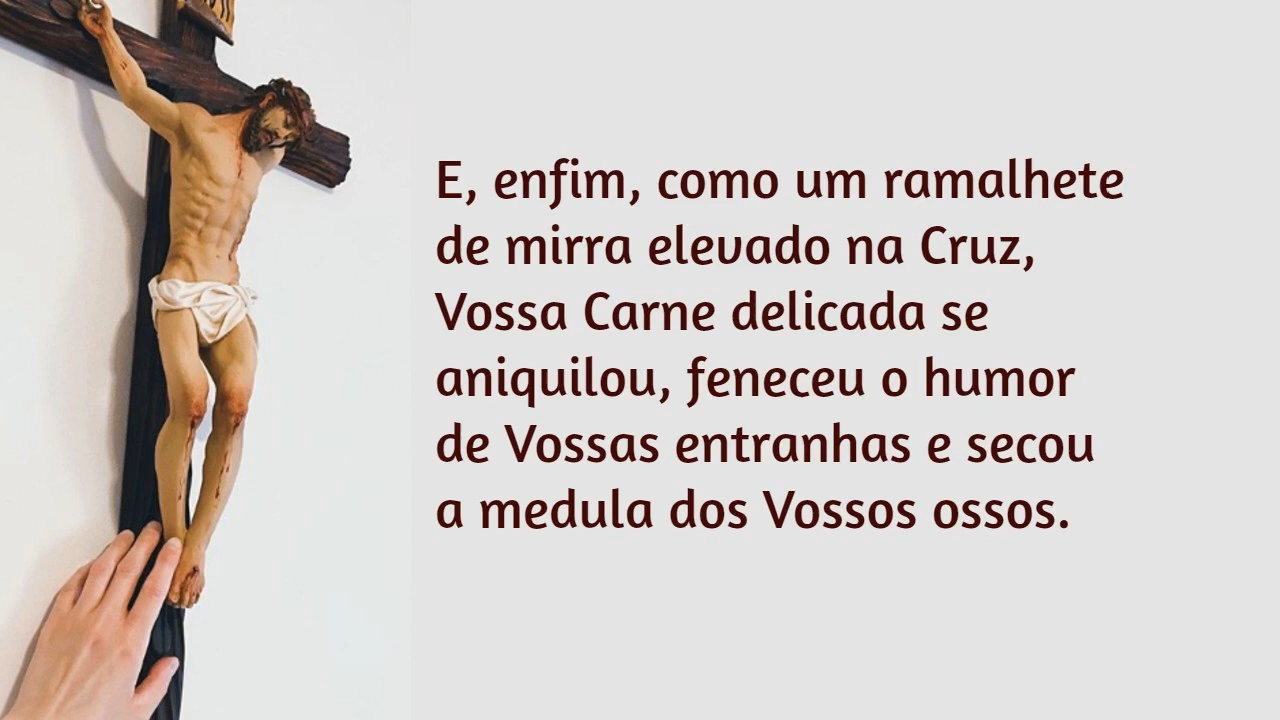 E, enfim, como um ramalhete
de mirra elevado na Cruz,
Vossa Carne delicada se
aniquilou, feneceu o humor
de Vossas entranhas e secou
a medula dos Vossos ossos.